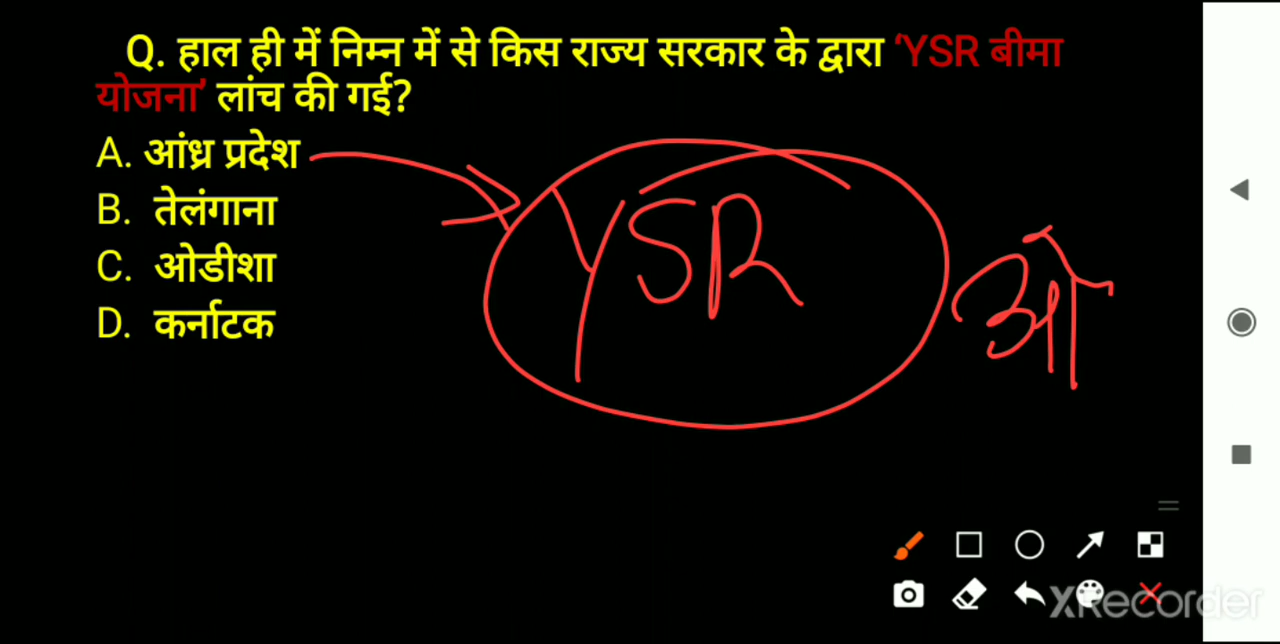 Q. हाल ही में निम्न में से किस राज्य सरकार के द्वारा 'YSR बीमा
योजना' लांच की गई?
A. आंध्र प्रदेश
B. तेलंगाना
C. ओडीशा
D. कर्नाटक
YSR
ओ
XRecorder